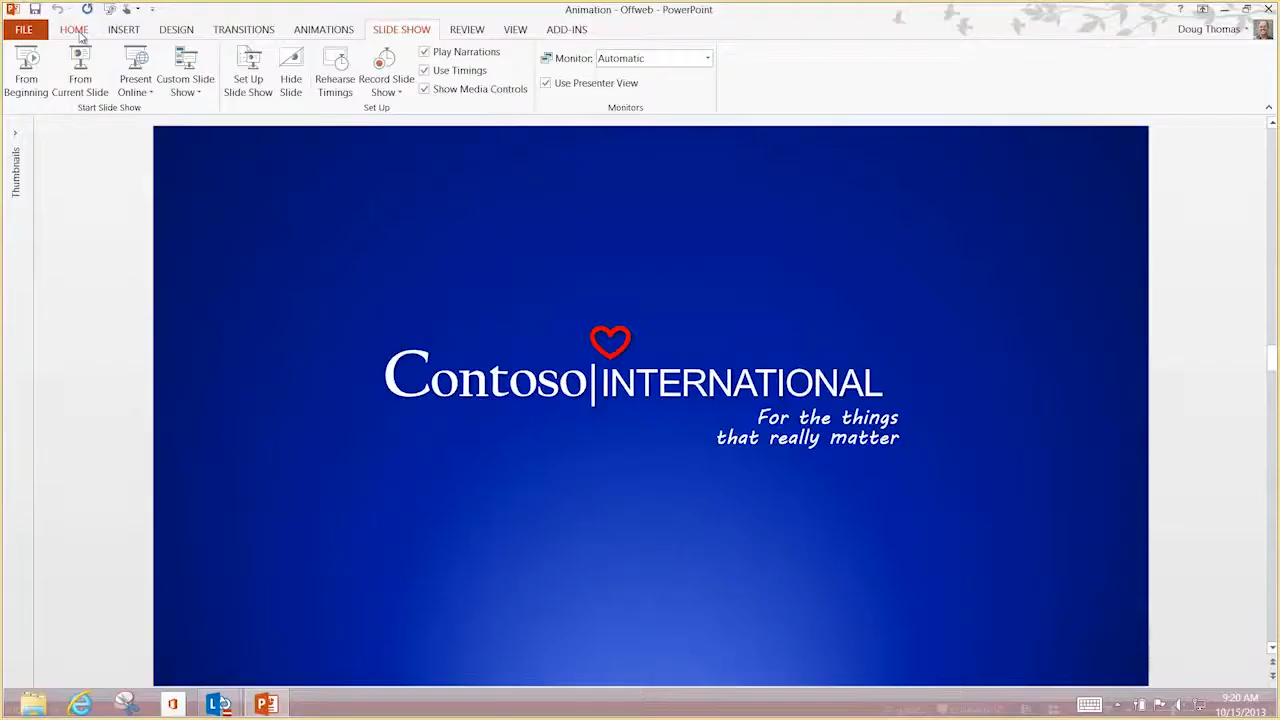 Animation - Offweb - PowerPoint
FILE HOME INSERT DESIGN TRANSITIONS ANIMATIONS SLIDE SHOW REVIEW VIEW ADD-INS
Doug Thomas
From Beginning
From Current Slide
Present Online
Custom Slide Show
Start Slide Show
Set Up Slide Show
Hide Slide
Rehearse Timings
Record Slide Show
Play Narrations
Use Timings
Show Media Controls
Set Up
Monitor: Automatic
Use Presenter View
Monitors
Thumbnails
Contoso|INTERNATIONAL
For the things
that really matter
9:20 AM
10/15/2013